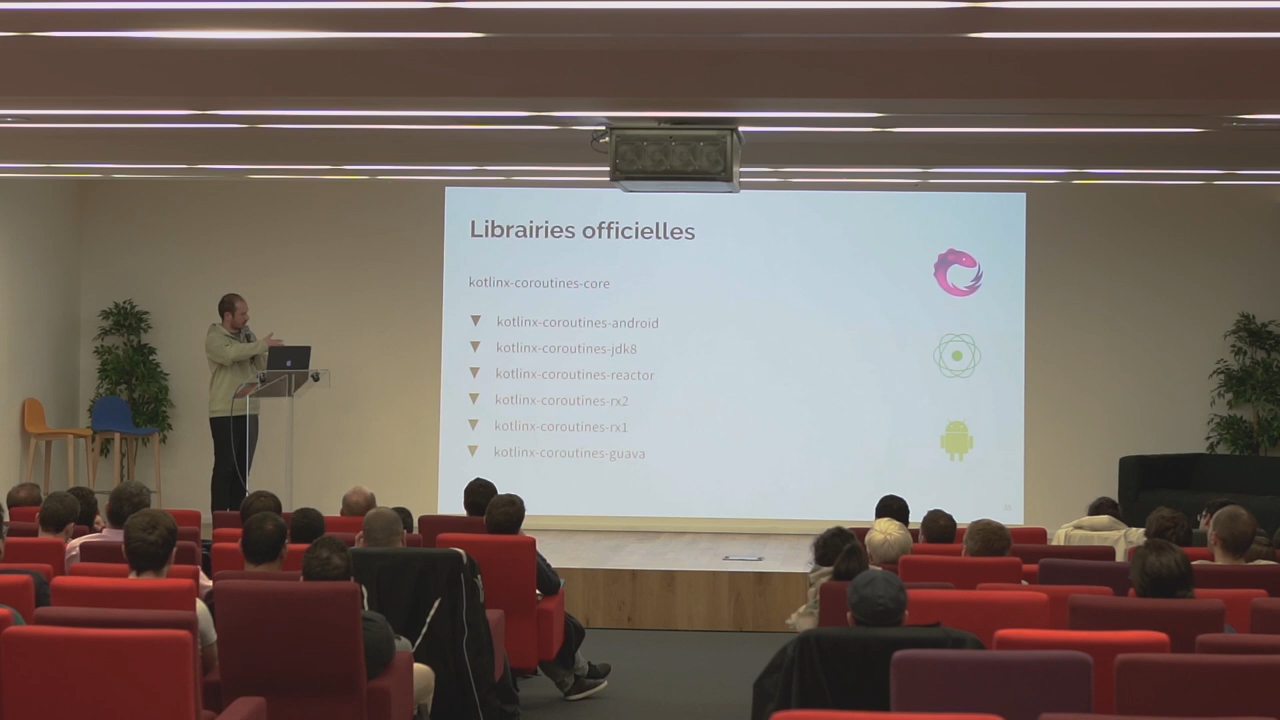 Librairies officielles
kotlinx-coroutines-core
kotlinx-coroutines-android
kotlinx-coroutines-jdk8
kotlinx-coroutines-reactor
kotlinx-coroutines-rx2
kotlinx-coroutines-rx1
kotlinx-coroutines-guava